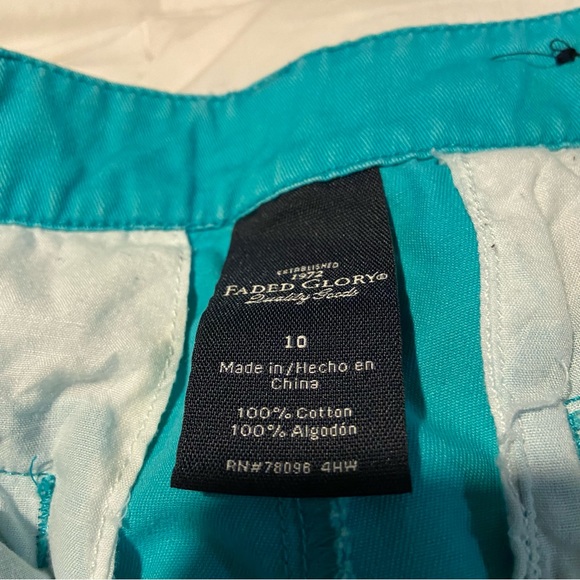 ESTABLISHED
1972
FADED GLORY®
Quality Goods
10
Made in/Hecho en
China
100% Cotton
100% Algodón
RN#78096 4HW